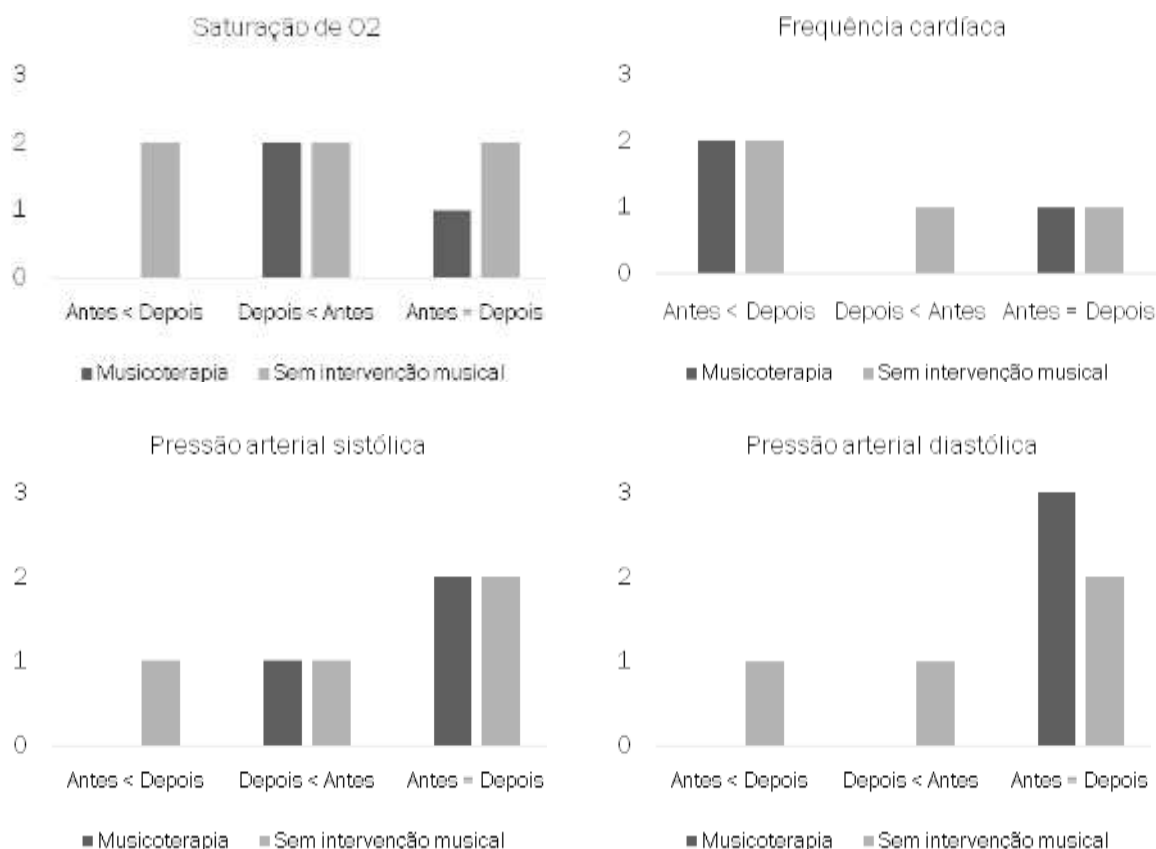 Saturação de O2
3
2
1
0
Antes < Depois Depois < Antes Antes = Depois
Musicoterapia Sem intervenção musical
Frequência cardíaca
3
2
1
0
Antes < Depois Depois < Antes Antes = Depois
Musicoterapia Sem intervenção musical
Pressão arterial sistólica
3
2
1
0
Antes < Depois Depois < Antes Antes = Depois
Musicoterapia Sem intervenção musical
Pressão arterial diastólica
3
2
1
0
Antes < Depois Depois < Antes Antes = Depois
Musicoterapia Sem intervenção musical